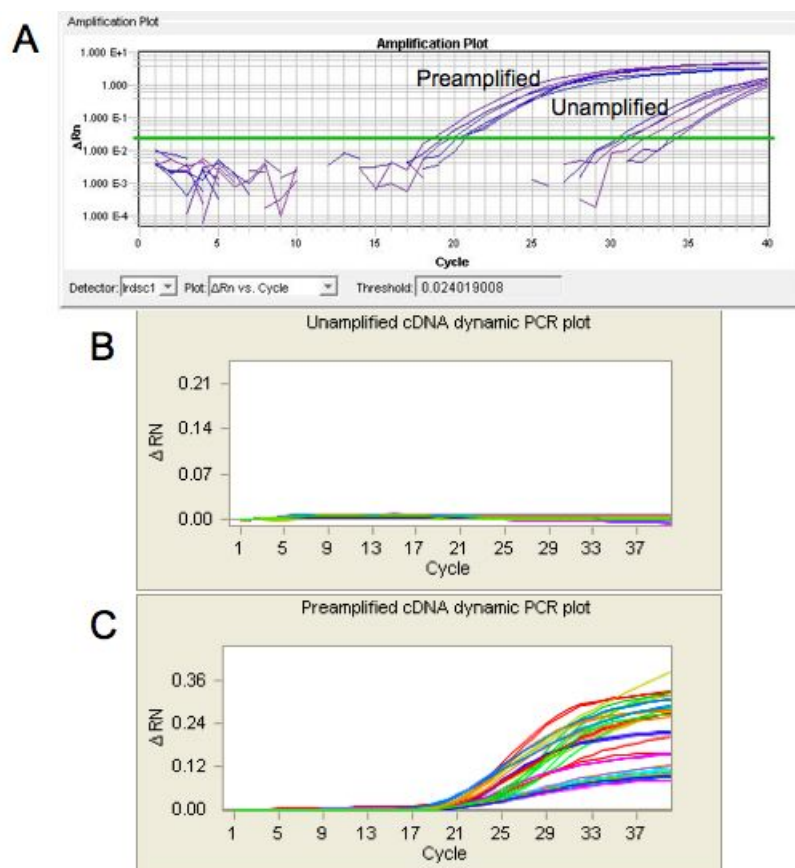 A
Amplification Plot
Amplification Plot
1.000 E+1
1.000
1.000 E-1
1.000 E-2
1.000 E-3
1.000 E-4
ΔRn
Preamplified
Unamplified
0 5 10 15 20 25 30 35 40
Cycle
Detector: lrdsc1 Plot: ΔRn vs. Cycle Threshold: 0.024019008
B
Unamplified cDNA dynamic PCR plot
0.21
0.14
0.07
0.00
Δ RN
1 5 9 13 17 21 25 29 33 37
Cycle
C
Preamplified cDNA dynamic PCR plot
0.36
0.24
0.12
0.00
Δ RN
1 5 9 13 17 21 25 29 33 37
Cycle